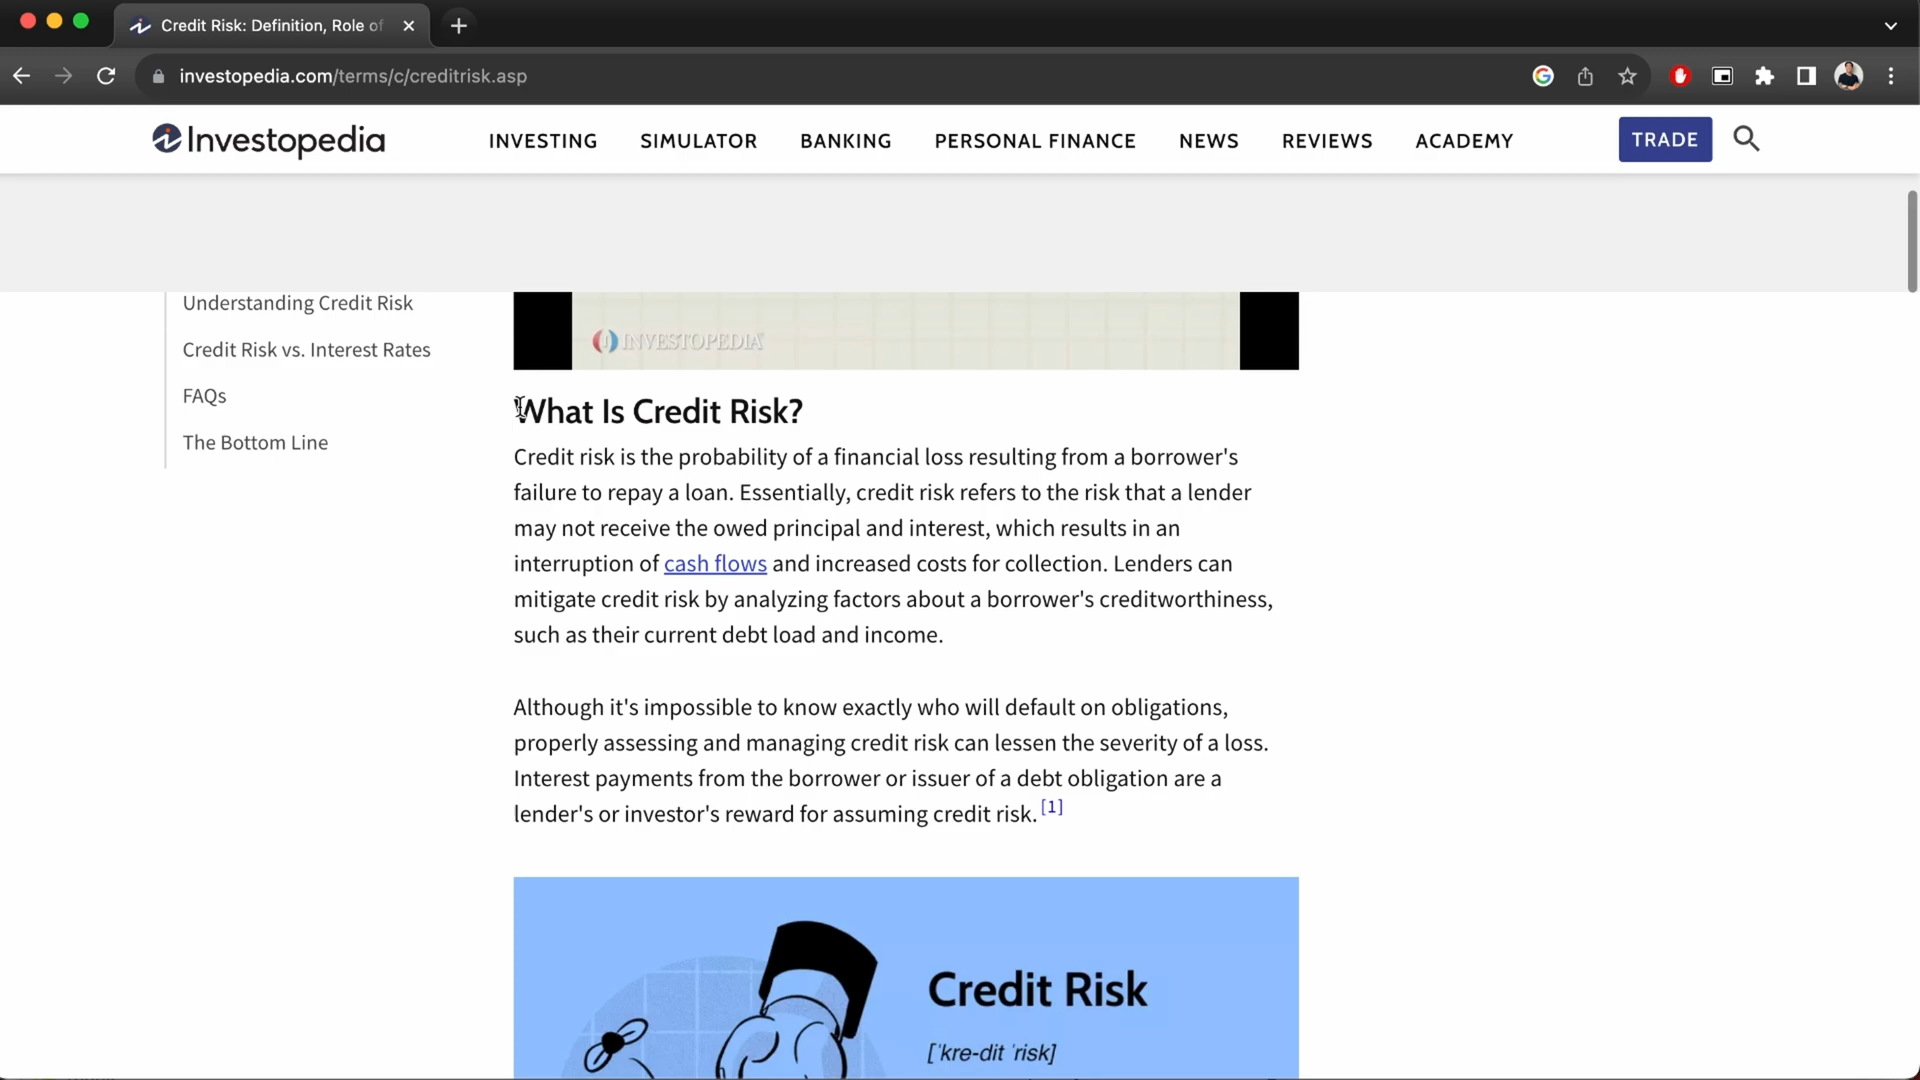 Credit Risk: Definition, Role of
investopedia.com/terms/c/creditrisk.asp
Investopedia
INVESTING
SIMULATOR
BANKING
PERSONAL FINANCE
NEWS
REVIEWS
ACADEMY
TRADE
Understanding Credit Risk
Credit Risk vs. Interest Rates
FAQs
The Bottom Line
INVESTOPEDIA
What Is Credit Risk?
Credit risk is the probability of a financial loss resulting from a borrower's
failure to repay a loan. Essentially, credit risk refers to the risk that a lender
may not receive the owed principal and interest, which results in an
interruption of cash flows and increased costs for collection. Lenders can
mitigate credit risk by analyzing factors about a borrower's creditworthiness,
such as their current debt load and income.
Although it's impossible to know exactly who will default on obligations,
properly assessing and managing credit risk can lessen the severity of a loss.
Interest payments from the borrower or issuer of a debt obligation are a
lender's or investor's reward for assuming credit risk. [1]
Credit Risk
['kre-dit 'risk]